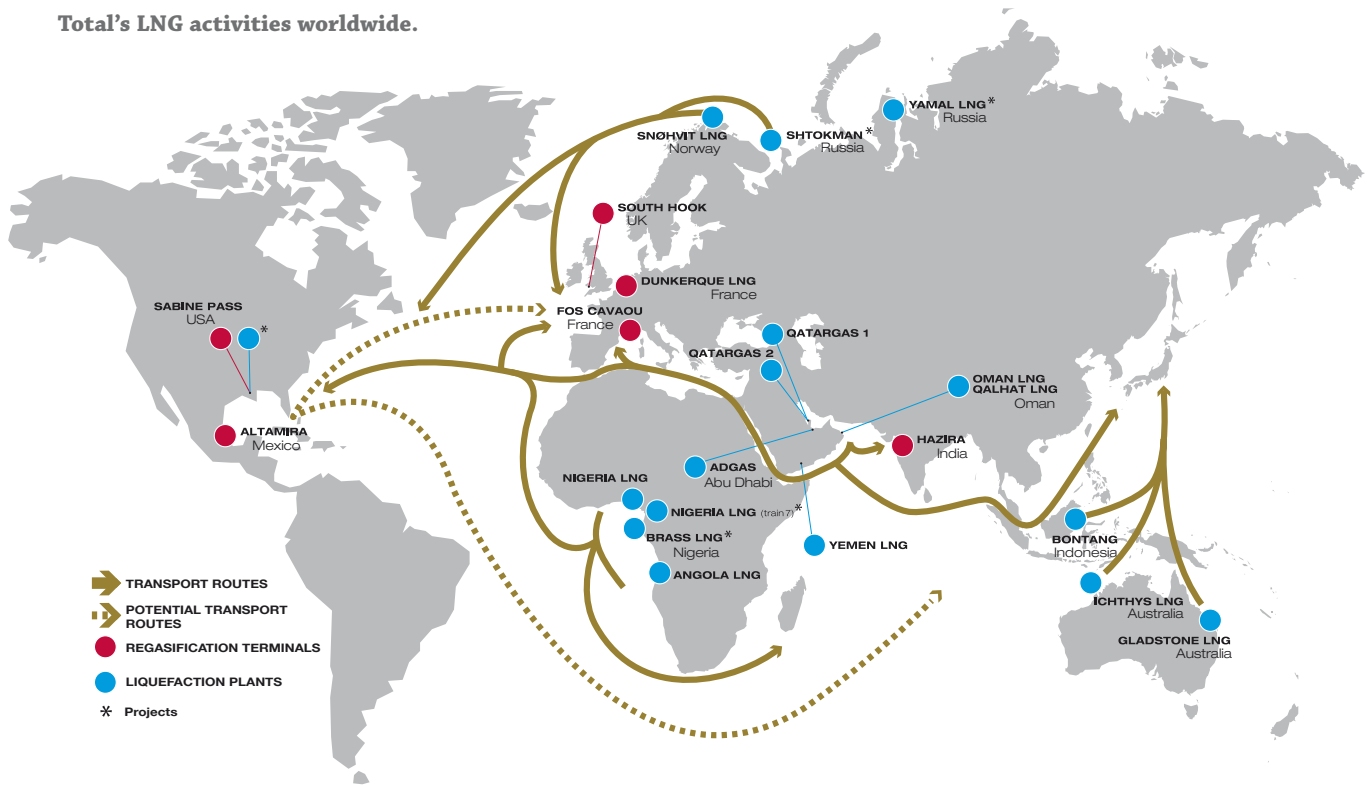 Total's LNG activities worldwide.
YAMAL LNG*
Russia
SNØHVIT LNG
Norway
SHTOKMAN*
Russia
SOUTH HOOK
UK
DUNKERQUE LNG
France
SABINE PASS
USA
*
FOS CAVAOU
France
QATARGAS 1
QATARGAS 2
OMAN LNG
QALHAT LNG
Oman
ALTAMIRA
Mexico
HAZIRA
India
ADGAS
Abu Dhabi
NIGERIA LNG
NIGERIA LNG (train 7)*
BRASS LNG*
Nigeria
YEMEN LNG
BONTANG
Indonesia
ANGOLA LNG
ICHTHYS LNG
Australia
GLADSTONE LNG
Australia
TRANSPORT ROUTES
POTENTIAL TRANSPORT
ROUTES
REGASIFICATION TERMINALS
LIQUEFACTION PLANTS
* Projects